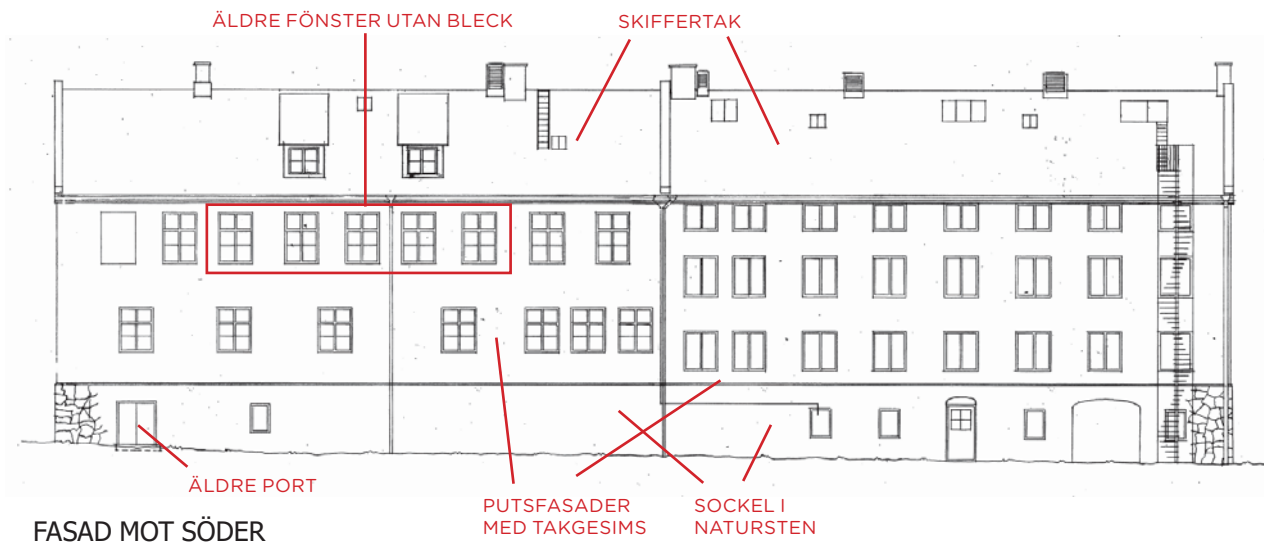 ÄLDRE FÖNSTER UTAN BLECK
SKIFFERTAK
ÄLDRE PORT
PUTSFASADER
MED TAKGESIMS
SOCKEL I
NATURSTEN
FASAD MOT SÖDER